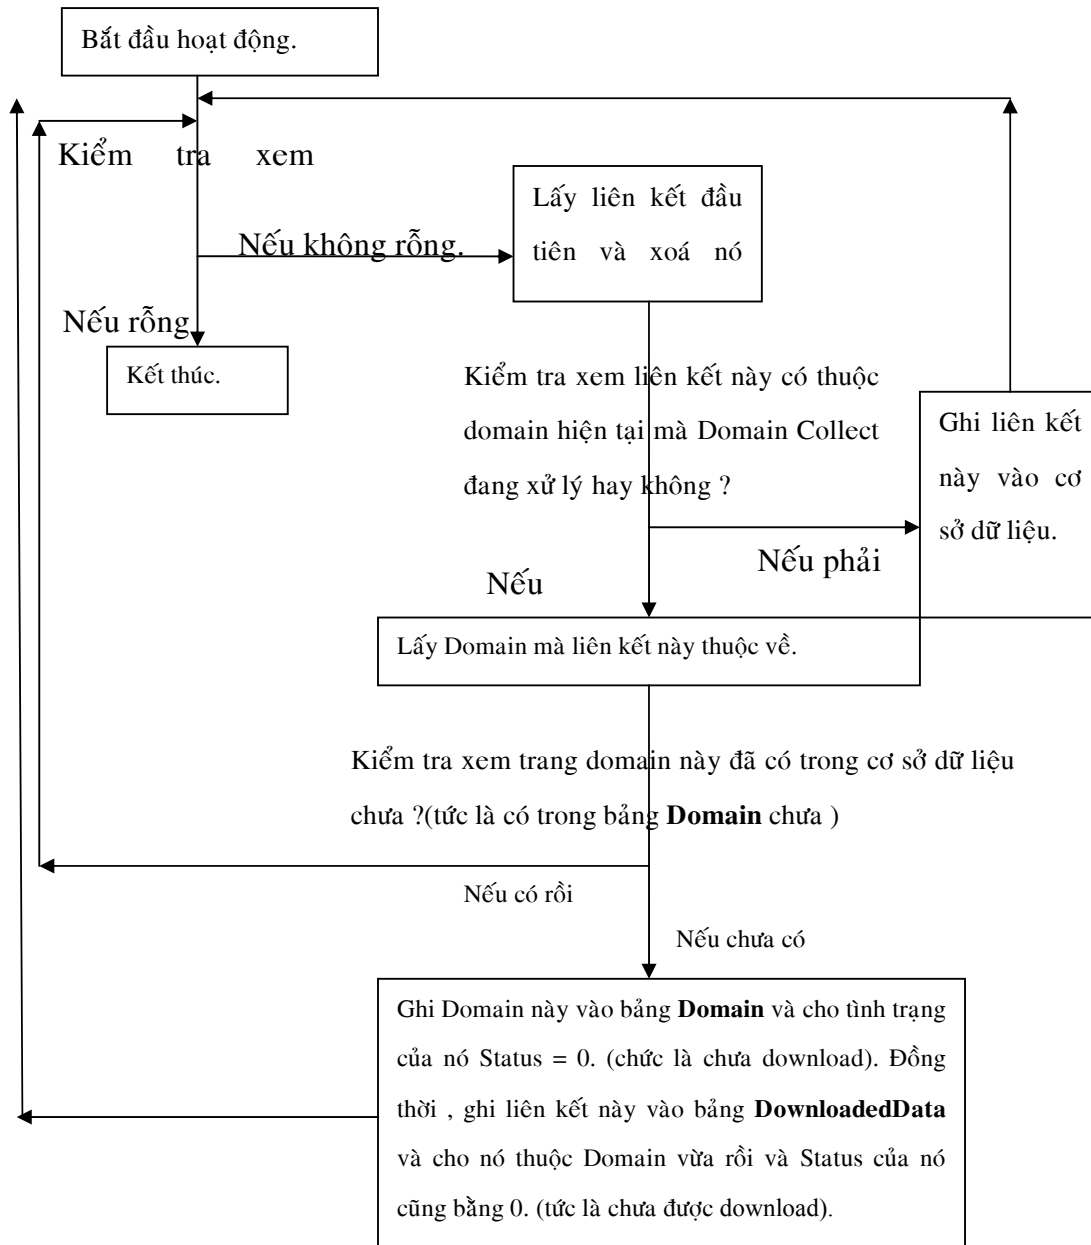 Bắt đầu hoạt động.
Kiểm tra xem
Lấy liên kết đầu
tiên và xoá nó
Nếu không rỗng.
Nếu rỗng
Kết thúc.
Kiểm tra xem liên kết này có thuộc
domain hiện tại mà Domain Collect
đang xử lý hay không ?
Ghi liên kết
này vào cơ
sở dữ liệu.
Nếu phải
Nếu
Lấy Domain mà liên kết này thuộc về.
Kiểm tra xem trang domain này đã có trong cơ sở dữ liệu
chưa ?(tức là có trong bảng Domain chưa )
Nếu có rồi
Nếu chưa có
Ghi Domain này vào bảng Domain và cho tình trạng
của nó Status = 0. (chức là chưa download). Đồng
thời , ghi liên kết này vào bảng DownloadedData
và cho nó thuộc Domain vừa rồi và Status của nó
cũng bằng 0. (tức là chưa được download).